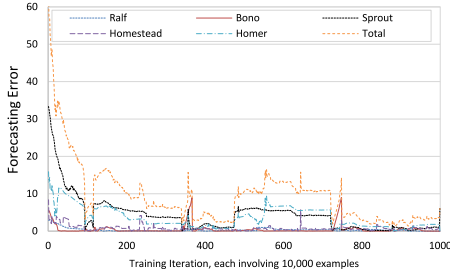 60
50
40
30
20
10
0
Forecasting Error
Ralf Bono Sprout
Homestead Homer Total
0 200 400 600 800 1000
Training Iteration, each involving 10,000 examples